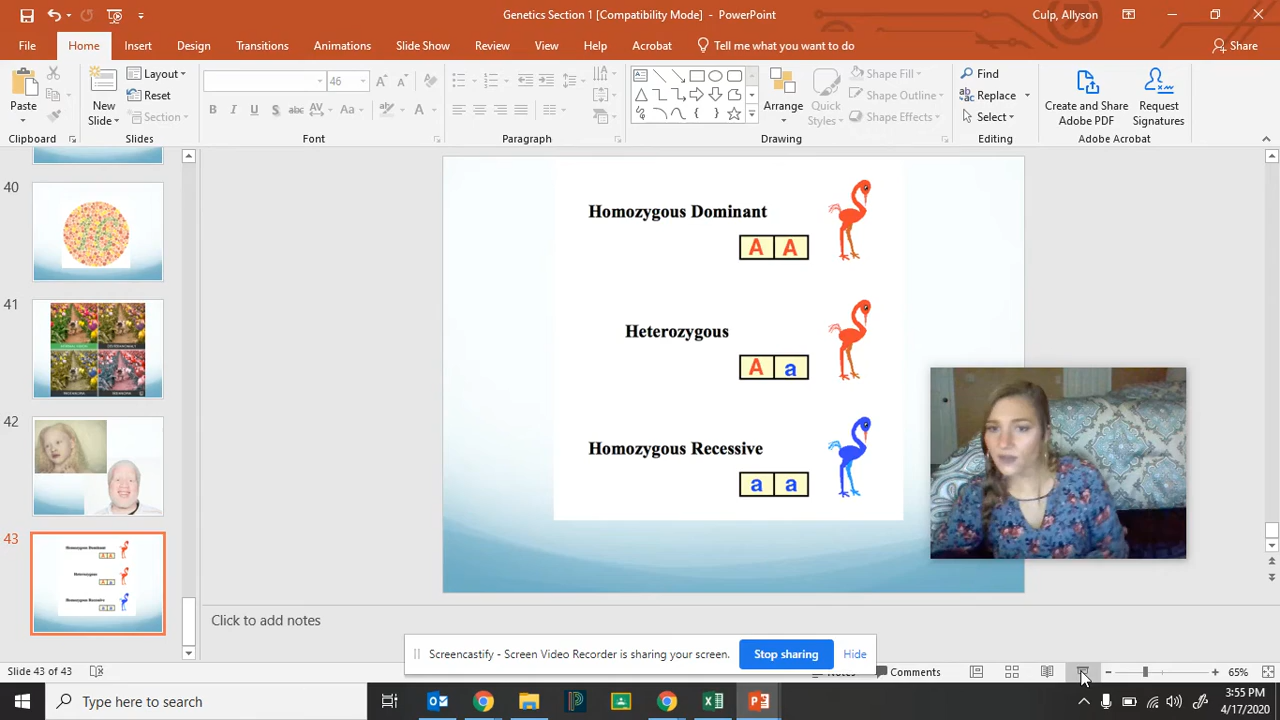 Genetics Section 1 [Compatibility Mode] - PowerPoint
Culp, Allyson
File Home Insert Design Transitions Animations Slide Show Review View Help Acrobat Tell me what you want to do Share
Paste
New Slide
Layout
Reset
Section
46
B I U S abc AV Aa A
Arrange
Quick Styles
Shape Fill
Shape Outline
Shape Effects
Find
Replace
Select
Create and Share Adobe PDF
Request Signatures
Clipboard Slides Font Paragraph Drawing Editing Adobe Acrobat
40
41
42
43
Homozygous Dominant
A A
Heterozygous
A a
Homozygous Recessive
a a
Click to add notes
Screencastify - Screen Video Recorder is sharing your screen. Stop sharing Hide
Slide 43 of 43 Notes Comments 65%
Type here to search
3:55 PM
4/17/2020